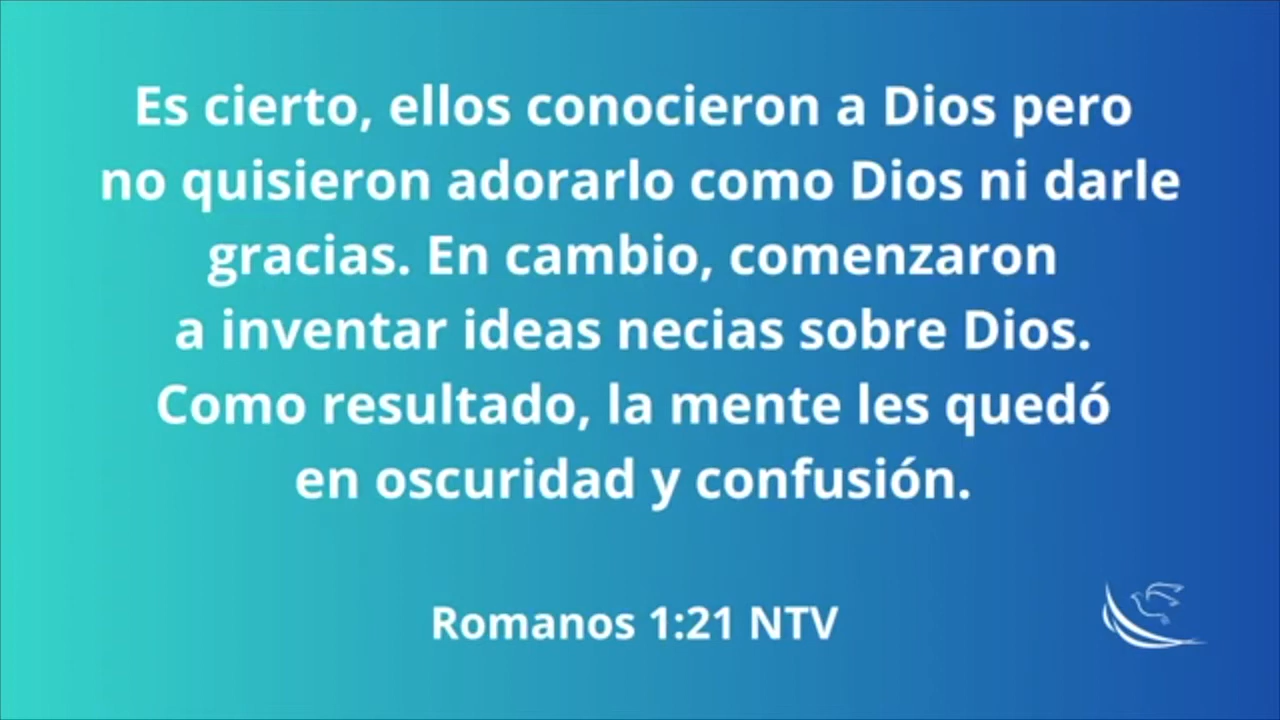 Es cierto, ellos conocieron a Dios pero
no quisieron adorarlo como Dios ni darle
gracias. En cambio, comenzaron
a inventar ideas necias sobre Dios.
Como resultado, la mente les quedó
en oscuridad y confusión.
Romanos 1:21 NTV